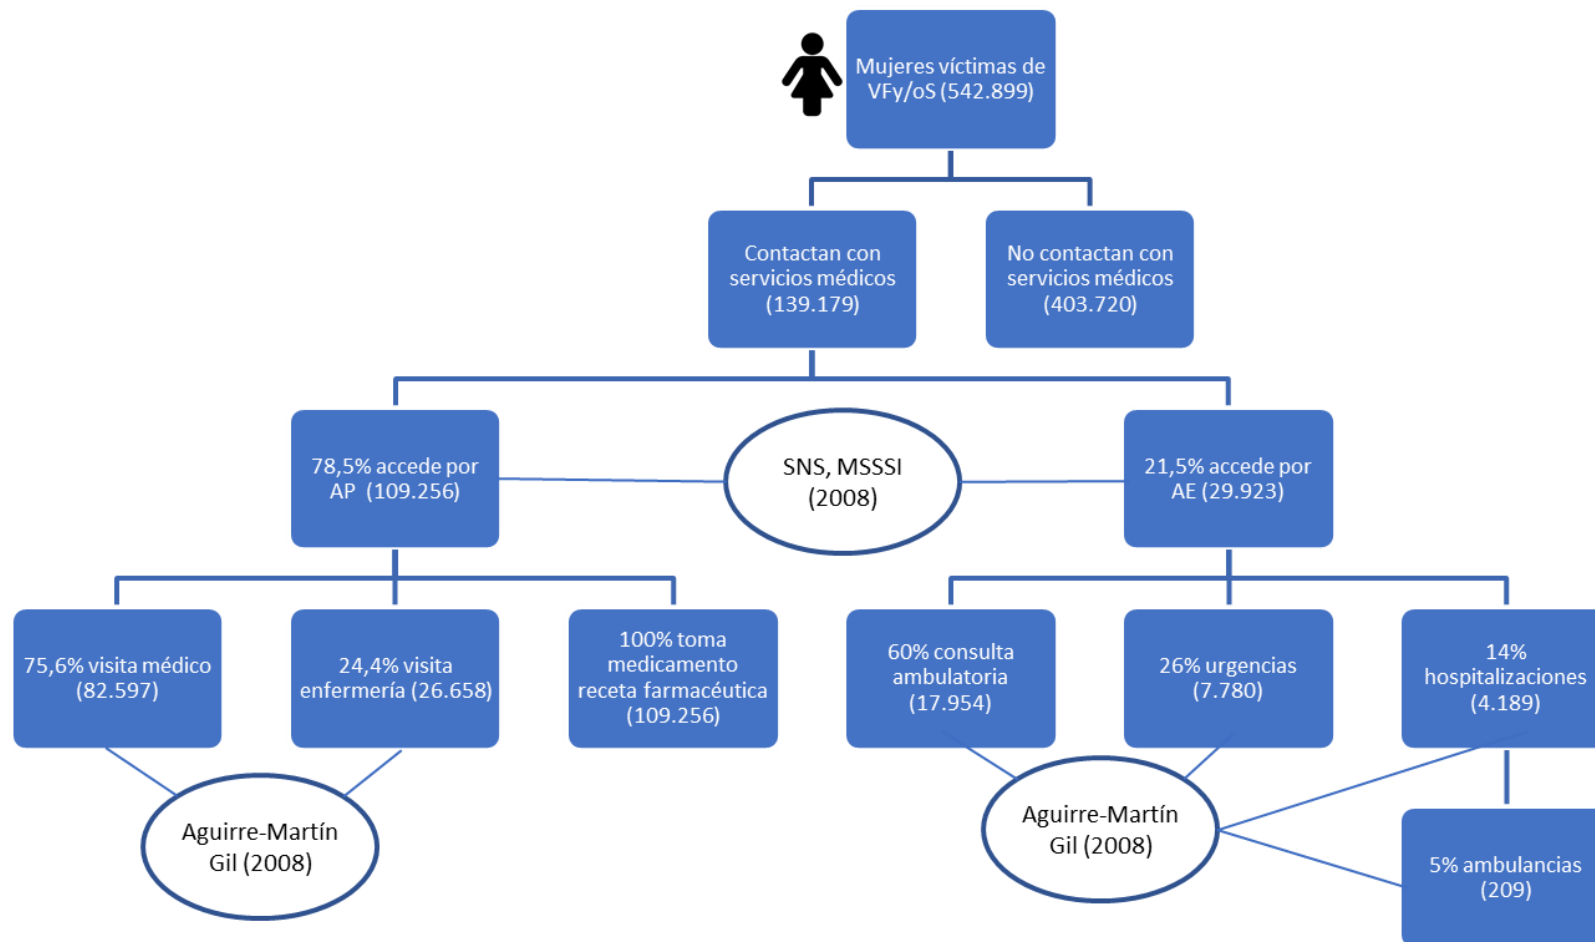 Mujeres víctimas de
VFy/oS (542.899)
Contactan con
servicios médicos
(139.179)
No contactan con
servicios médicos
(403.720)
78,5% accede por
AP (109.256)
SNS, MSSSI
(2008)
21,5% accede por
AE (29.923)
75,6% visita médico
(82.597)
24,4% visita
enfermería (26.658)
100% toma
medicamento
receta farmacéutica
(109.256)
60% consulta
ambulatoria
(17.954)
26% urgencias
(7.780)
14%
hospitalizaciones
(4.189)
Aguirre-Martín
Gil (2008)
Aguirre-Martín
Gil (2008)
5% ambulancias
(209)